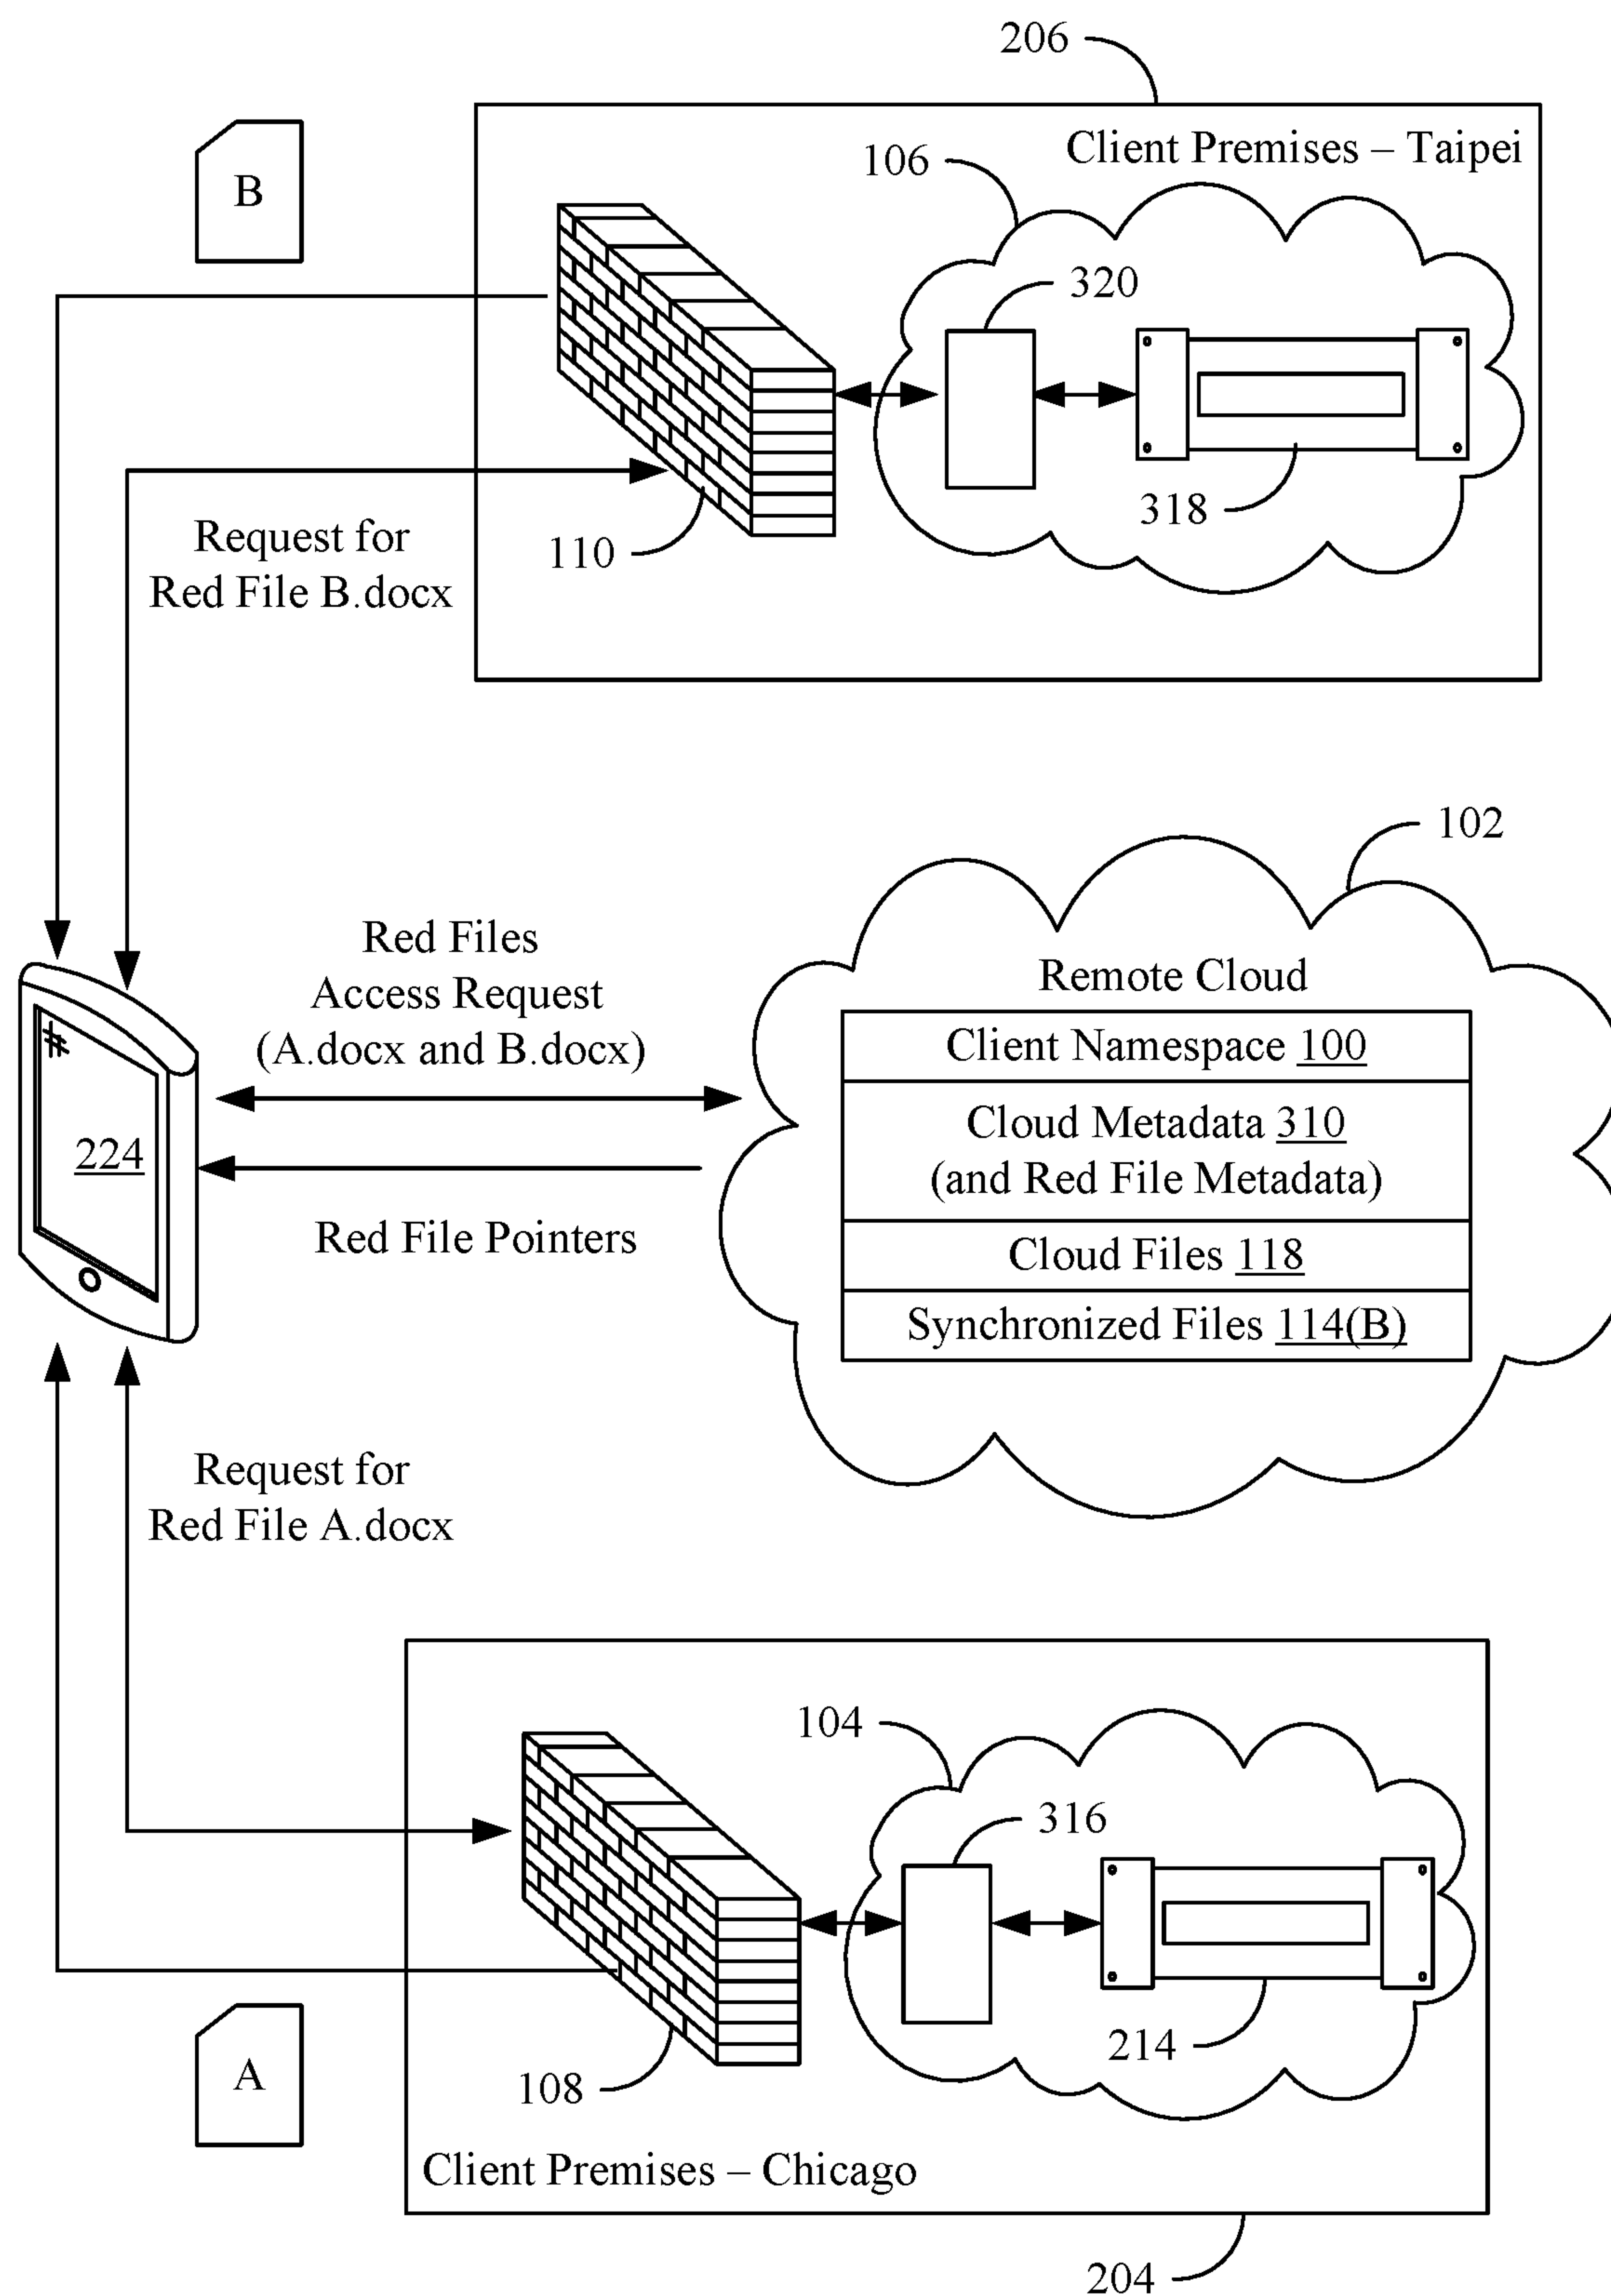 206
Client Premises – Taipei
106
B
320
318
110
Request for
Red File B.docx
102
Red Files
Access Request
(A.docx and B.docx)
Remote Cloud
Client Namespace 100
Cloud Metadata 310
(and Red File Metadata)
Cloud Files 118
Synchronized Files 114(B)
224
Red File Pointers
Request for
Red File A.docx
104
316
214
108
A
Client Premises – Chicago
204